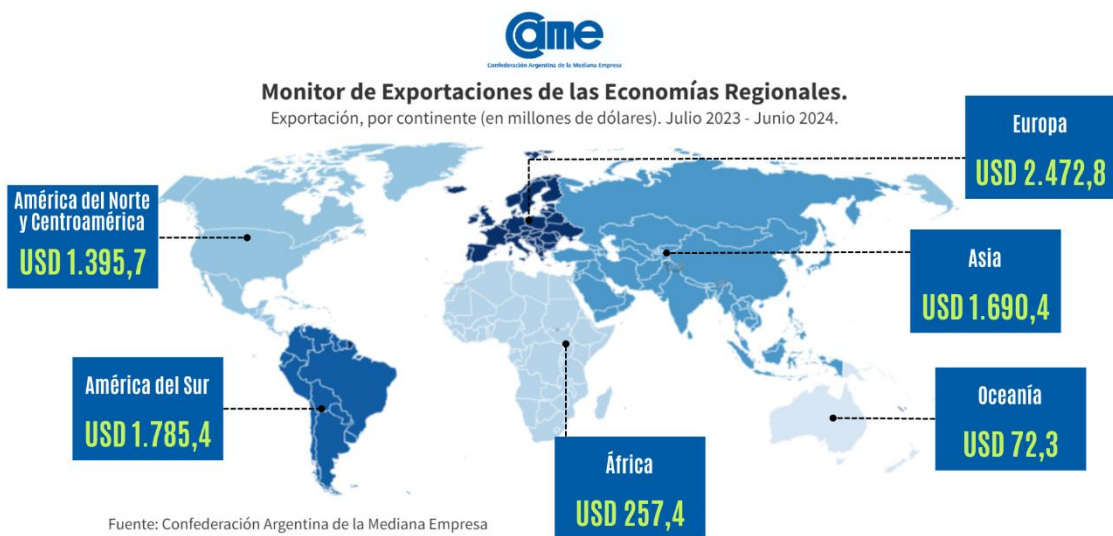 Came
Confederación Argentina de la Mediana Empresa
Monitor de Exportaciones de las Economías Regionales.
Exportación, por continente (en millones de dólares). Julio 2023 - Junio 2024.
Europa
USD 2.472,8
América del Norte
y Centroamérica
USD 1.395,7
Asia
USD 1.690,4
América del Sur
USD 1.785,4
Oceanía
USD 72,3
África
USD 257,4
Fuente: Confederación Argentina de la Mediana Empresa